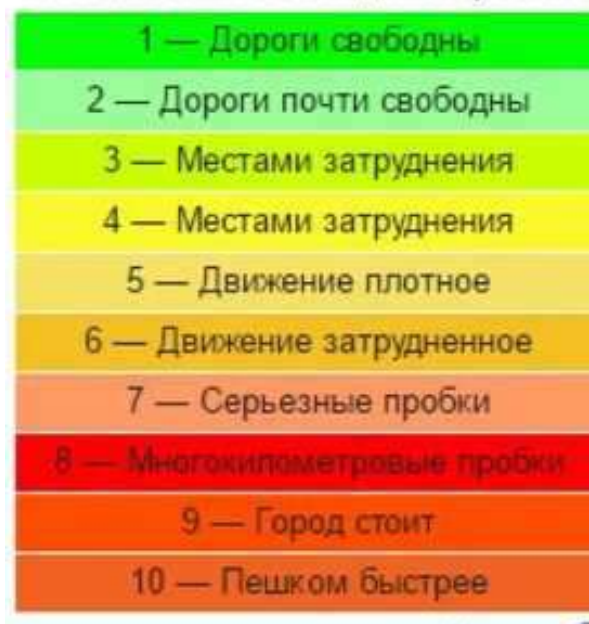 1 — Дороги свободны
2 — Дороги почти свободны
3 — Местами затруднения
4 — Местами затруднения
5 — Движение плотное
6 — Движение затрудненное
7 — Серьезные пробки
8 — Многокилометровые пробки
9 — Город стоит
10 — Пешком быстрее